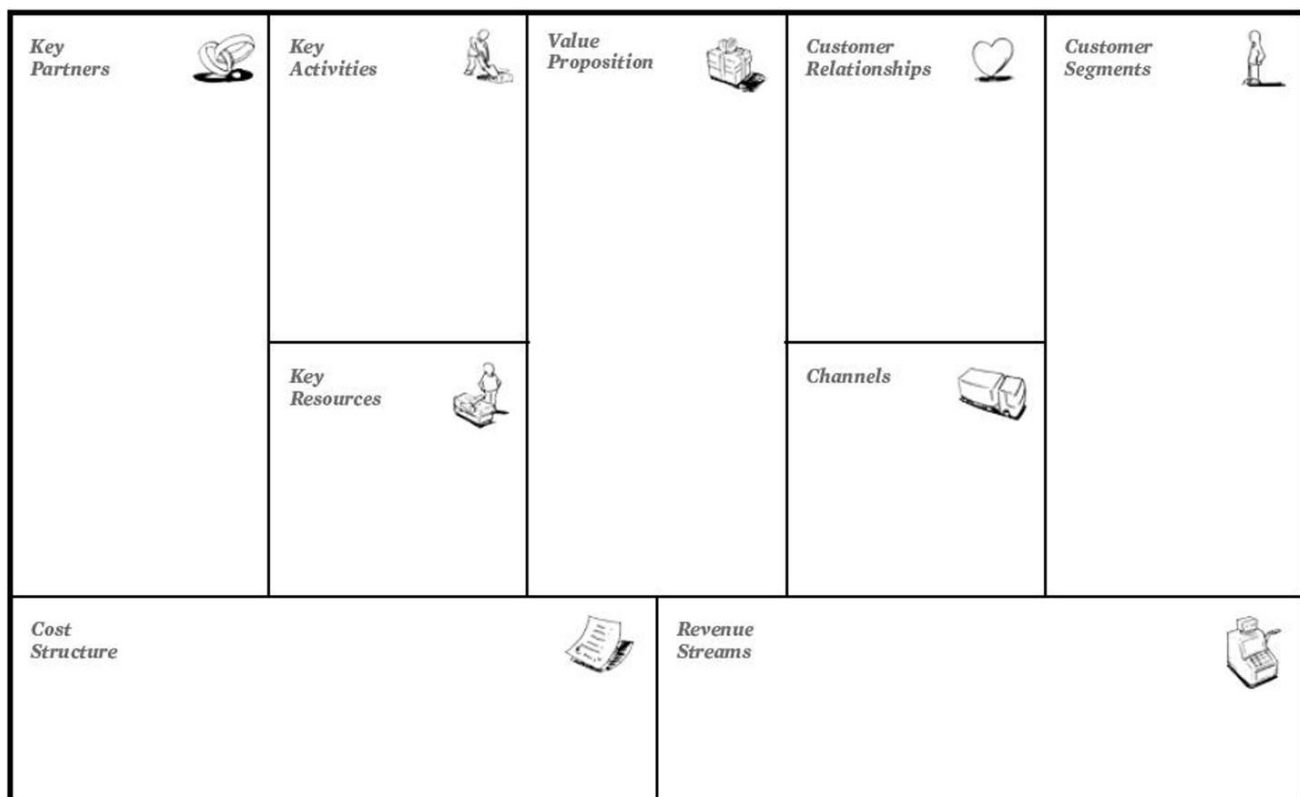 Key
Partners
Key
Activities
Value
Proposition
Customer
Relationships
Customer
Segments
Key
Resources
Channels
Cost
Structure
Revenue
Streams